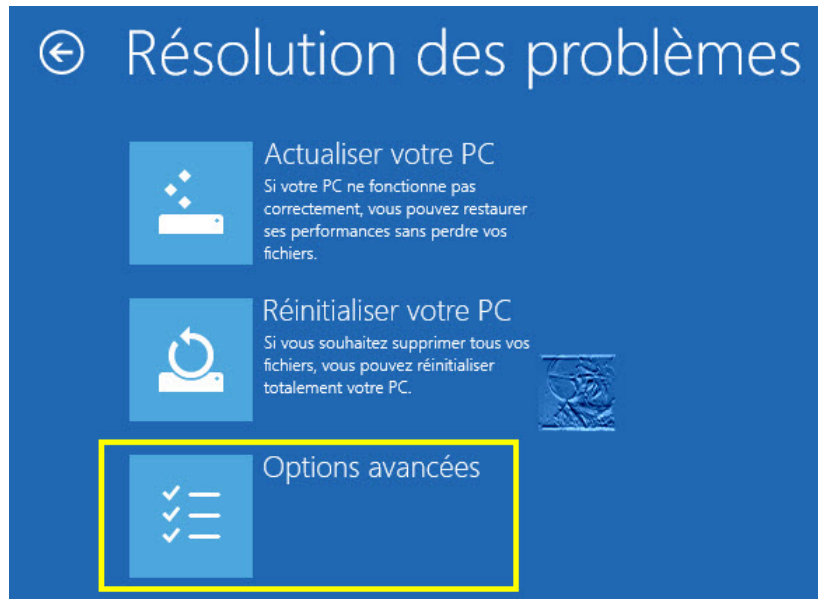 Résolution des problèmes
Actualiser votre PC
Si votre PC ne fonctionne pas
correctement, vous pouvez restaurer
ses performances sans perdre vos
fichiers.
Réinitialiser votre PC
Si vous souhaitez supprimer tous vos
fichiers, vous pouvez réinitialiser
totalement votre PC.
Options avancées